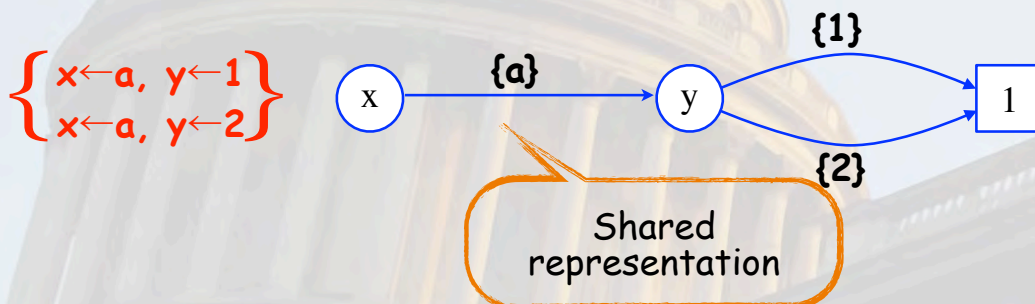 {x←a, y←1
x←a, y←2}
x
{a}
y
{1}
{2}
1
Shared
representation